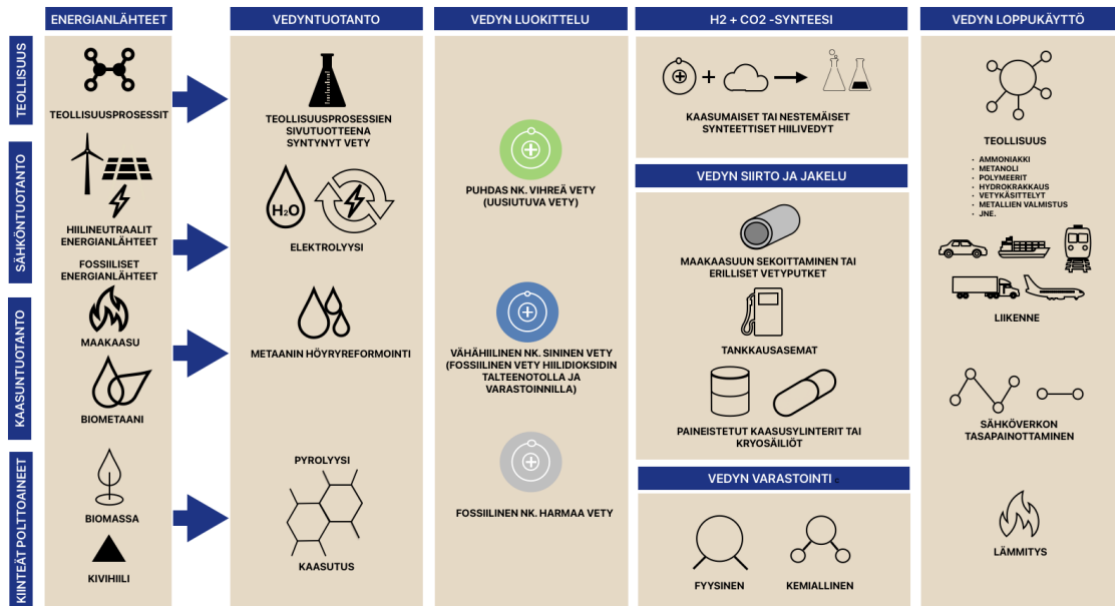 ENERGIANLÄHTEET
VEDYNTUOTANTO
VEDYN LUOKITTELU
H2 + CO2 -SYNTEESI
VEDYN LOPPUKÄYTTÖ
TEOLLISUUS
TEOLLISUUSPROSESSIT
SÄHKÖNTUOTANTO
HIILINEUTRAALIT
ENERGIANLÄHTEET
FOSSIILISET
ENERGIANLÄHTEET
KAASUNTUOTANTO
MAAKAASU
BIOMETAANI
KIINTEÄT POLTTOAINEET
BIOMASSA
KIVIHIILI
TEOLLISUUSPROSESSIEN
SIVUTUOTTEENA
SYNTYNYT VETY
H₂O
ELEKTROLYYSI
METAANIN HÖYRYREFORMOINTI
PYROLYYSI
KAASUTUS
PUHDAS NK. VIHREÄ VETY
(UUSIUTUVA VETY)
VÄHÄHIILINEN NK. SININEN VETY
(FOSSIILINEN VETY HIILIDIOKSIDIN
TALTEENOTOLLA JA
VARASTOINNILLA)
FOSSIILINEN NK. HARMAA VETY
KAASUMAISET TAI NESTEMÄISET
SYNTEETTISET HIILIVEDYT
VEDYN SIIRTO JA JAKELU
MAAKAASUUN SEKOITTAMINEN TAI
ERILLISET VETYPUTKET
TANKKAUSASEMAT
PAINEISTETUT KAASUSYLINTERIT TAI
KRYOSÄILIÖT
VEDYN VARASTOINTI
FYYSINEN
KEMIALLINEN
TEOLLISUUS
- AMMONIAKKI
- METANOLI
- POLYMEERIT
- HYDROKRAKKAUS
- VETYKÄSITTELYT
- METALLIEN VALMISTUS
- JNE.
LIIKENNE
SÄHKÖVERKON
TASAPAINOTTAMINEN
LÄMMITYS